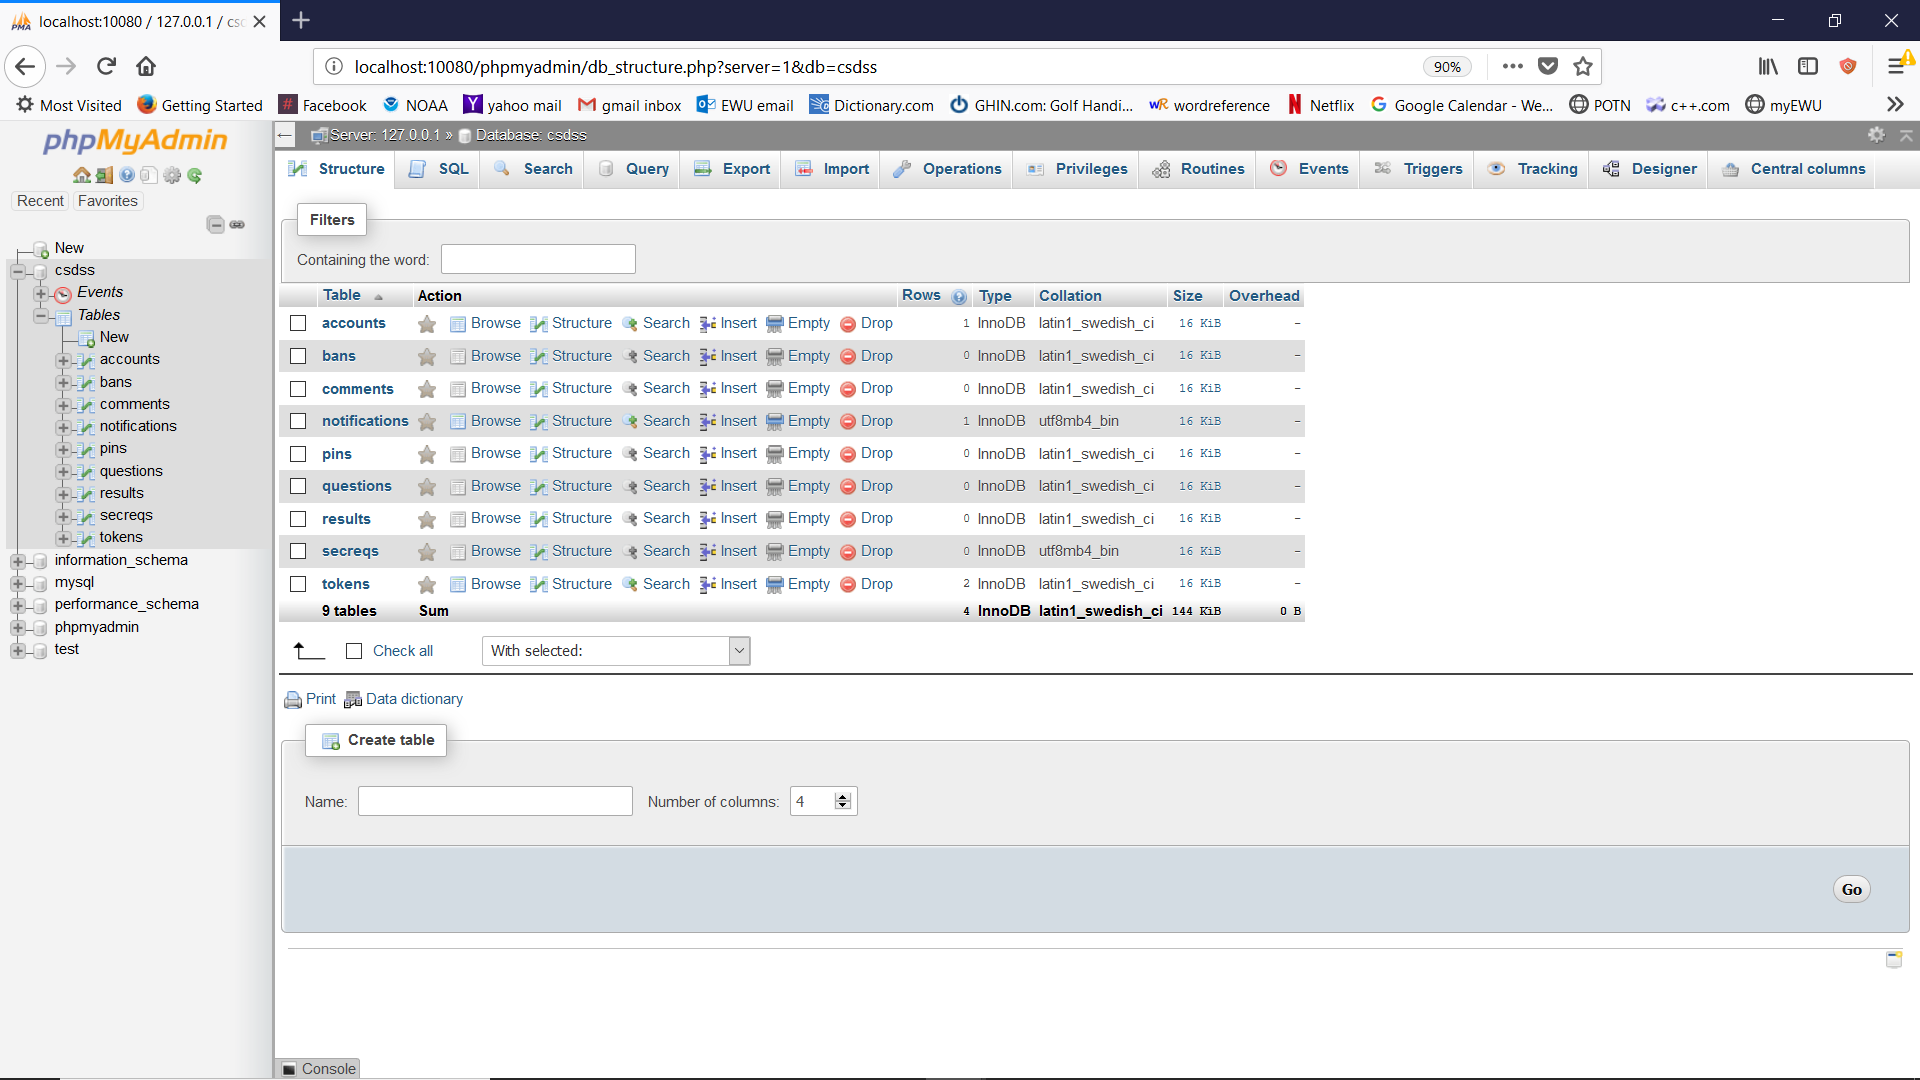 localhost:10080 / 127.0.0.1 / csd
localhost:10080/phpmyadmin/db_structure.php?server=1&db=csdss
90%
Most Visited Getting Started Facebook NOAA yahoo mail gmail inbox EWU email Dictionary.com GHIN.com: Golf Handi... wordreference Netflix Google Calendar - We... POTN c++.com myEWU
phpMyAdmin
Recent Favorites
New
csdss
Events
Tables
New
accounts
bans
comments
notifications
pins
questions
results
secreqs
tokens
information_schema
mysql
performance_schema
phpmyadmin
test
Server: 127.0.0.1 » Database: csdss
Structure SQL Search Query Export Import Operations Privileges Routines Events Triggers Tracking Designer Central columns
Filters
Containing the word:
Table Action Rows Type Collation Size Overhead
accounts Browse Structure Search Insert Empty Drop 1 InnoDB latin1_swedish_ci 16 KiB -
bans Browse Structure Search Insert Empty Drop 0 InnoDB latin1_swedish_ci 16 KiB -
comments Browse Structure Search Insert Empty Drop 0 InnoDB latin1_swedish_ci 16 KiB -
notifications Browse Structure Search Insert Empty Drop 1 InnoDB utf8mb4_bin 16 KiB -
pins Browse Structure Search Insert Empty Drop 0 InnoDB latin1_swedish_ci 16 KiB -
questions Browse Structure Search Insert Empty Drop 0 InnoDB latin1_swedish_ci 16 KiB -
results Browse Structure Search Insert Empty Drop 0 InnoDB latin1_swedish_ci 16 KiB -
secreqs Browse Structure Search Insert Empty Drop 0 InnoDB utf8mb4_bin 16 KiB -
tokens Browse Structure Search Insert Empty Drop 2 InnoDB latin1_swedish_ci 16 KiB -
9 tables Sum 4 InnoDB latin1_swedish_ci 144 KiB 0 B
Check all With selected:
Print Data dictionary
Create table
Name: Number of columns: 4
Go
Console